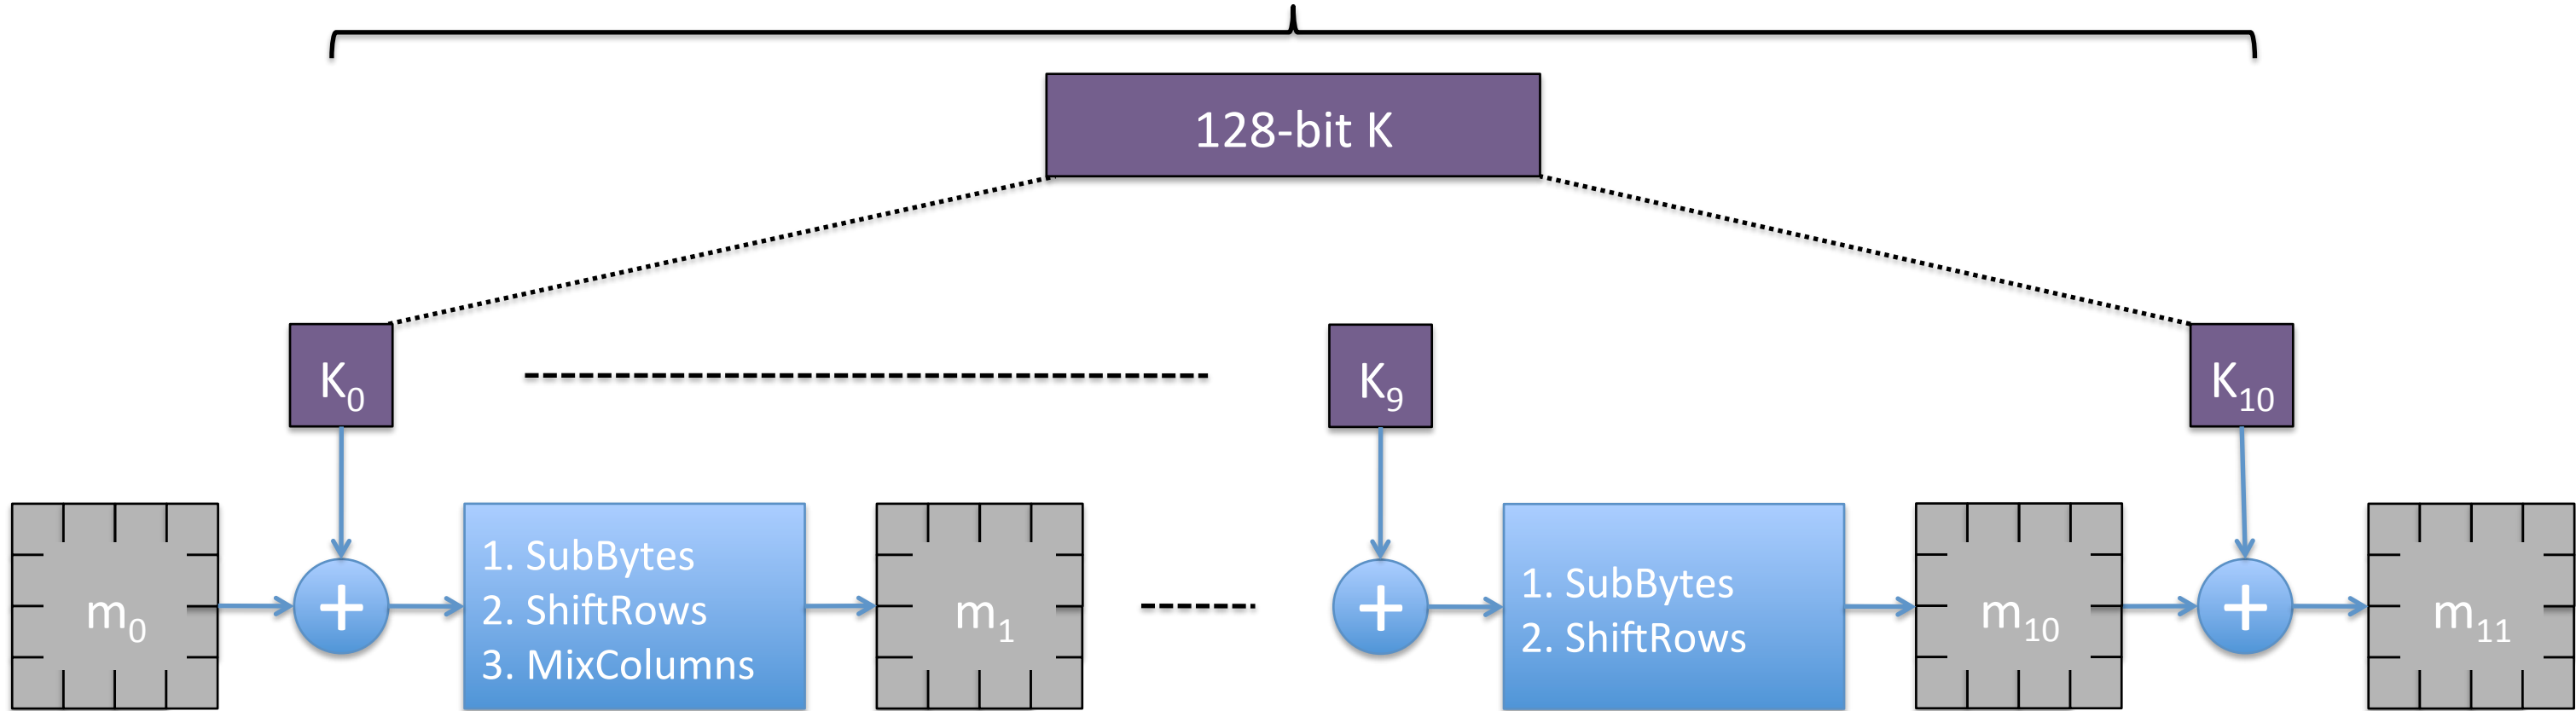 128-bit K
K₀
K₉
K₁₀
m₀
+
1. SubBytes
2. ShiftRows
3. MixColumns
m₁
+
1. SubBytes
2. ShiftRows
m₁₀
+
m₁₁